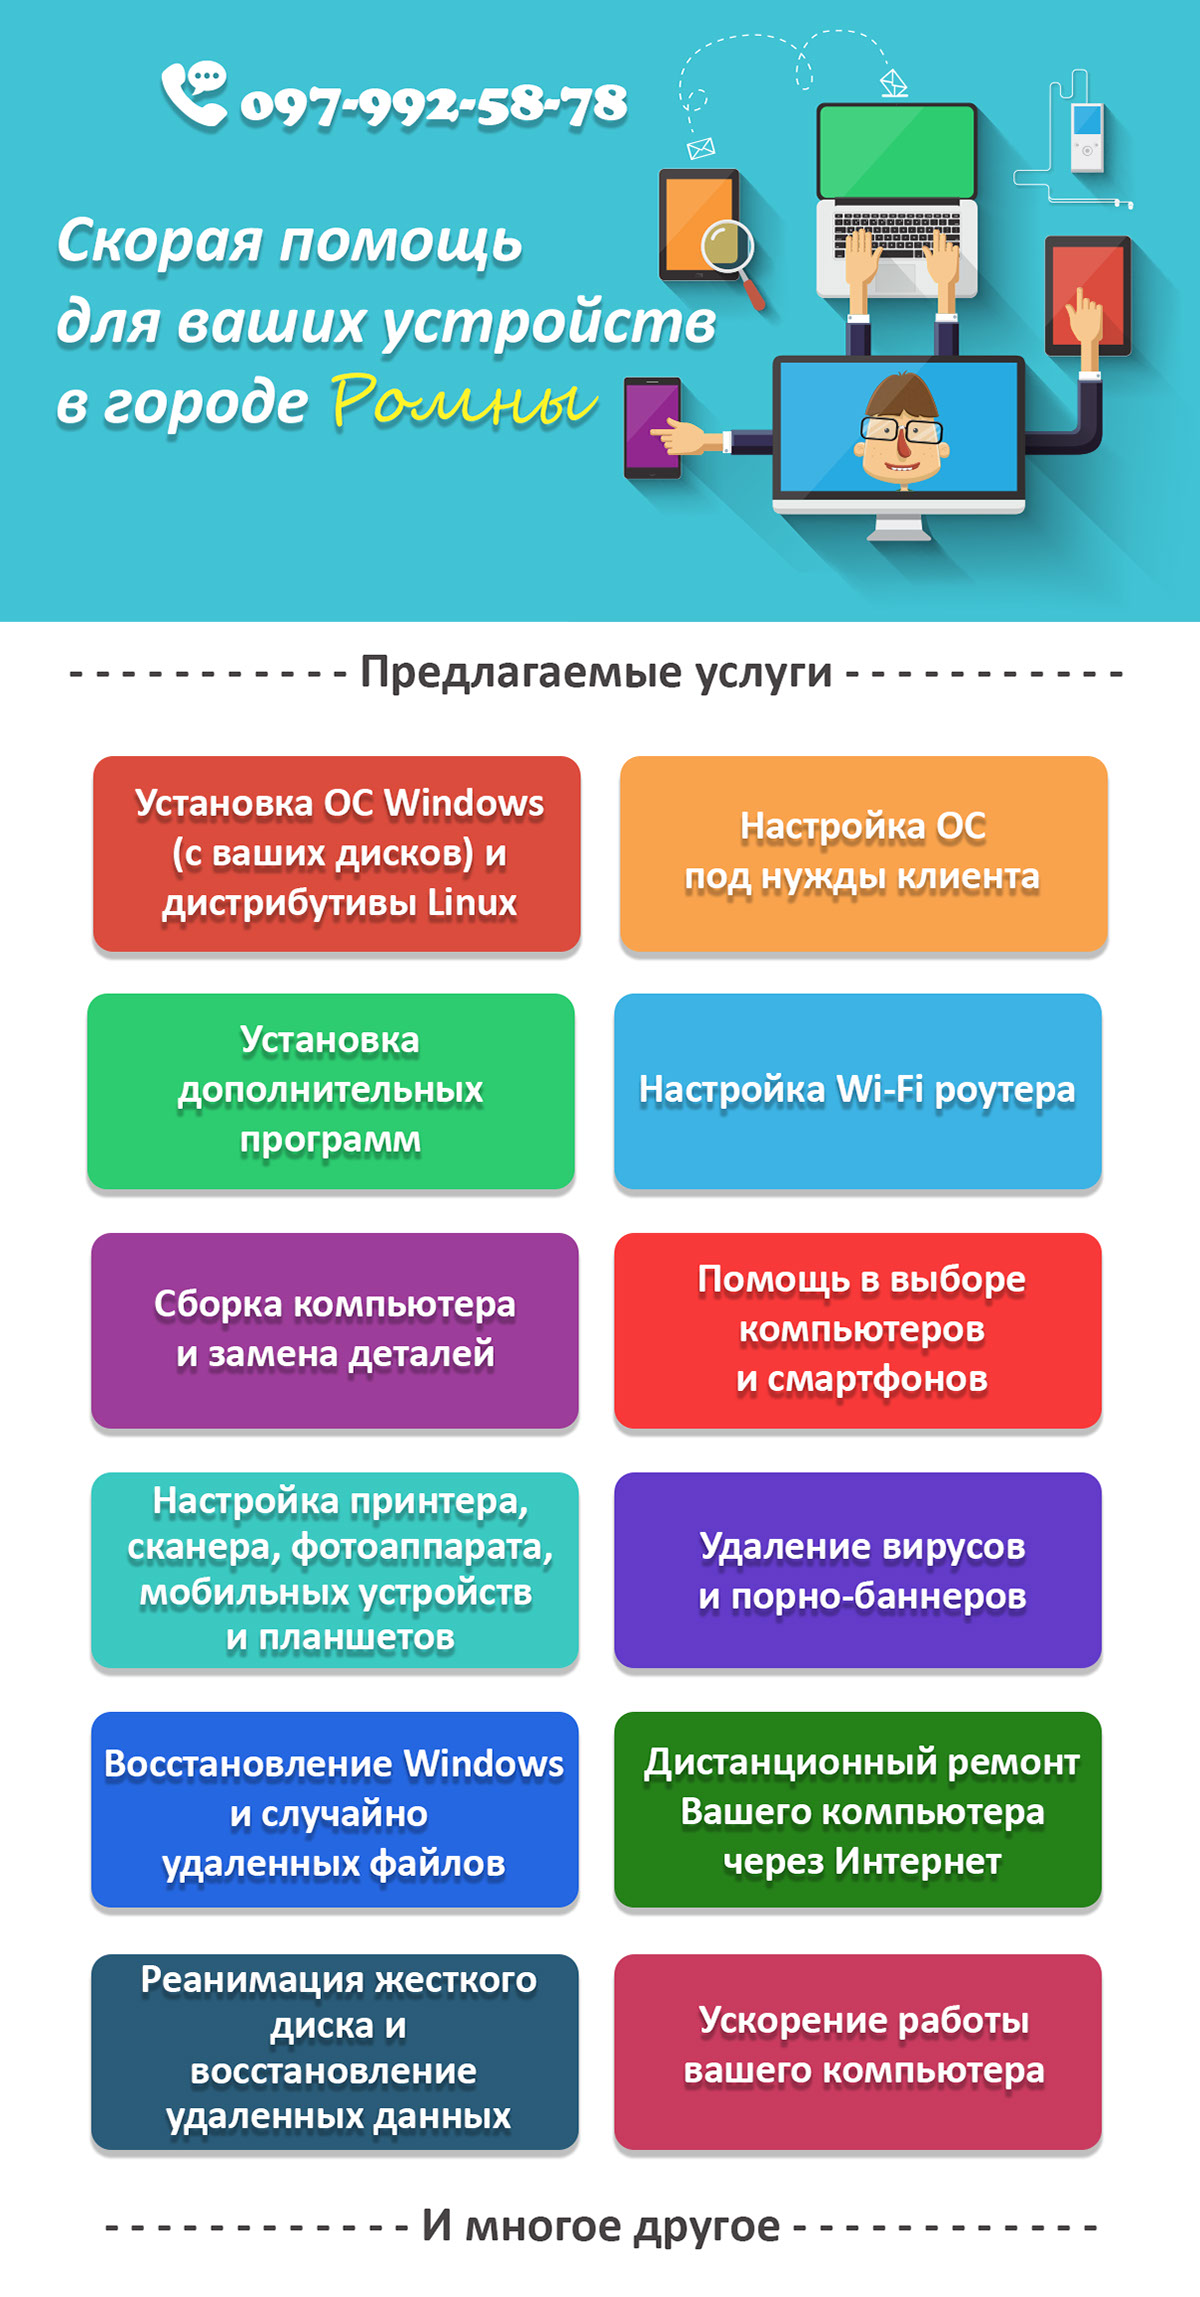 097-992-58-78
Скорая помощь
для ваших устройств
в городе Ромны
- - - - - - - - - - - Предлагаемые услуги - - - - - - - - - - -
Установка ОС Windows
(с ваших дисков) и
дистрибутивы Linux
Настройка ОС
под нужды клиента
Установка
дополнительных
программ
Настройка Wi-Fi роутера
Сборка компьютера
и замена деталей
Помощь в выборе
компьютеров
и смартфонов
Настройка принтера,
сканера, фотоаппарата,
мобильных устройств
и планшетов
Удаление вирусов
и порно-баннеров
Восстановление Windows
и случайно
удаленных файлов
Дистанционный ремонт
Вашего компьютера
через Интернет
Реанимация жесткого
диска и
восстановление
удаленных данных
Ускорение работы
вашего компьютера
- - - - - - - - - - - - И многое другое - - - - - - - - - - - -